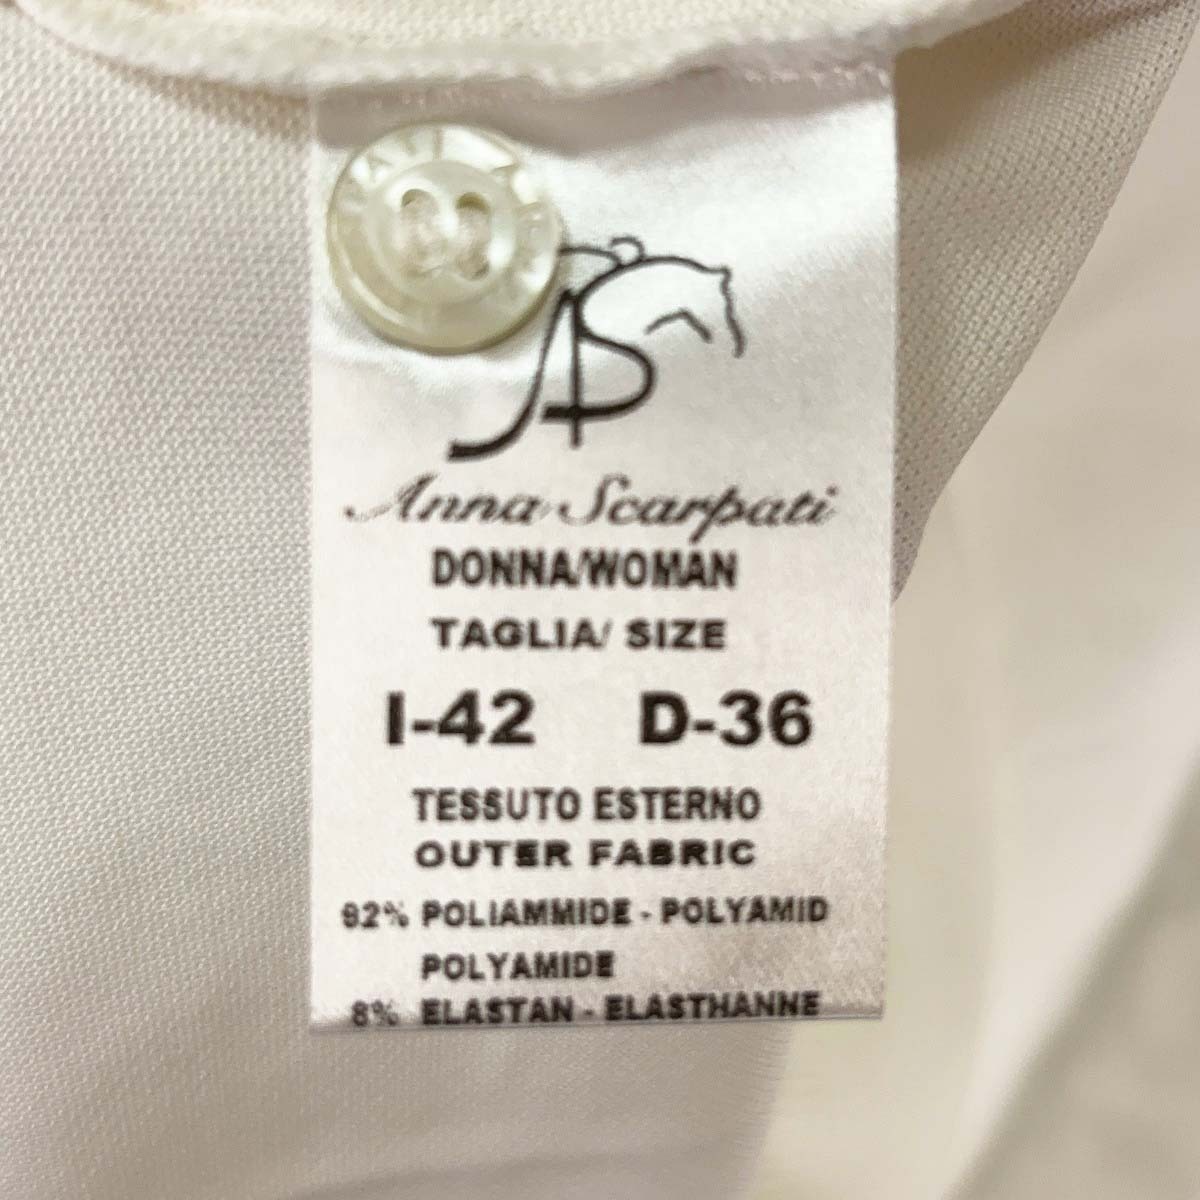 AS
Anna Scarpati
DONNA/WOMAN
TAGLIA/ SIZE
I-42 D-36
TESSUTO ESTERNO
OUTER FABRIC
92% POLIAMMIDE - POLYAMID
POLYAMIDE
8% ELASTAN - ELASTHANNE